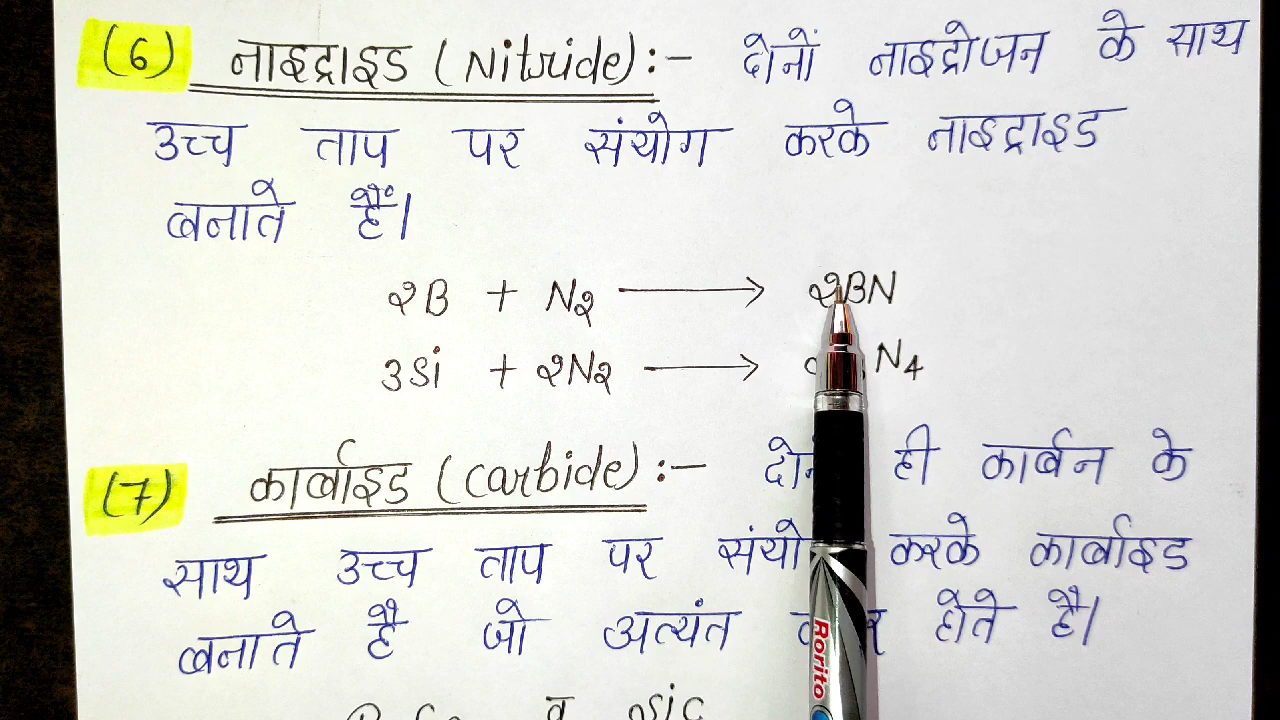 (6) नाइट्राइड (Nitride):- दोनों नाइट्रोजन के साथ
उच्च ताप पर संयोग करके नाइट्राइड
बनाते हैं।
2B + N2 → 2BN
3Si + 2N2 → N4
(7) कार्बाइड (carbide):- ही कार्बन के
साथ उच्च ताप पर करके कार्बाइड
बनाते है जो अत्यंत होते है।
व SiC
Rorito